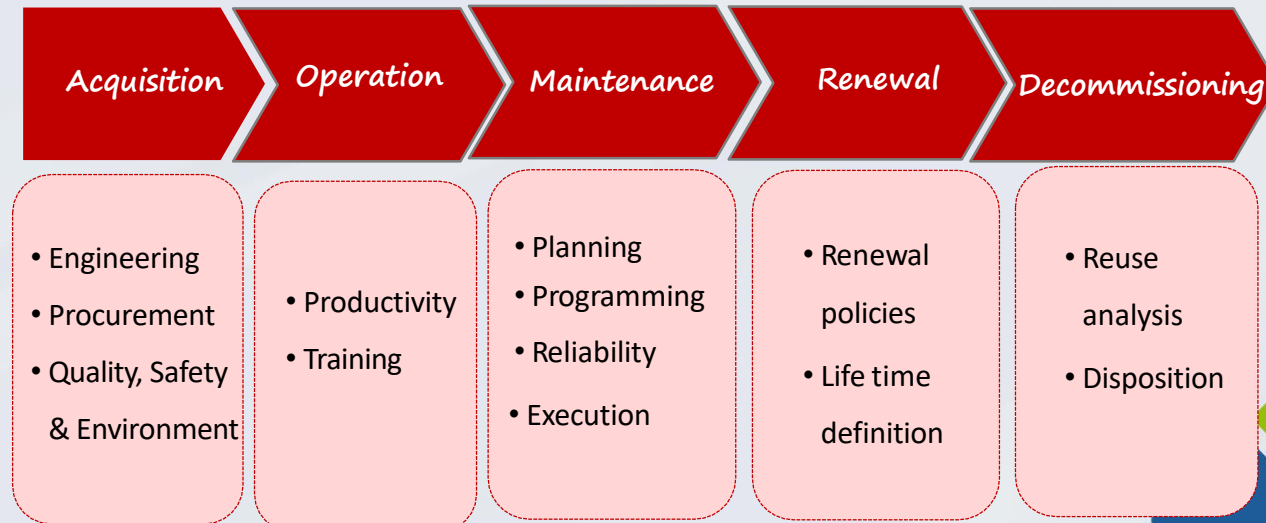 Acquisition
Operation
Maintenance
Renewal
Decommissioning
• Engineering
• Procurement
• Quality, Safety
& Environment
• Productivity
• Training
• Planning
• Programming
• Reliability
• Execution
• Renewal
policies
• Life time
definition
• Reuse
analysis
• Disposition